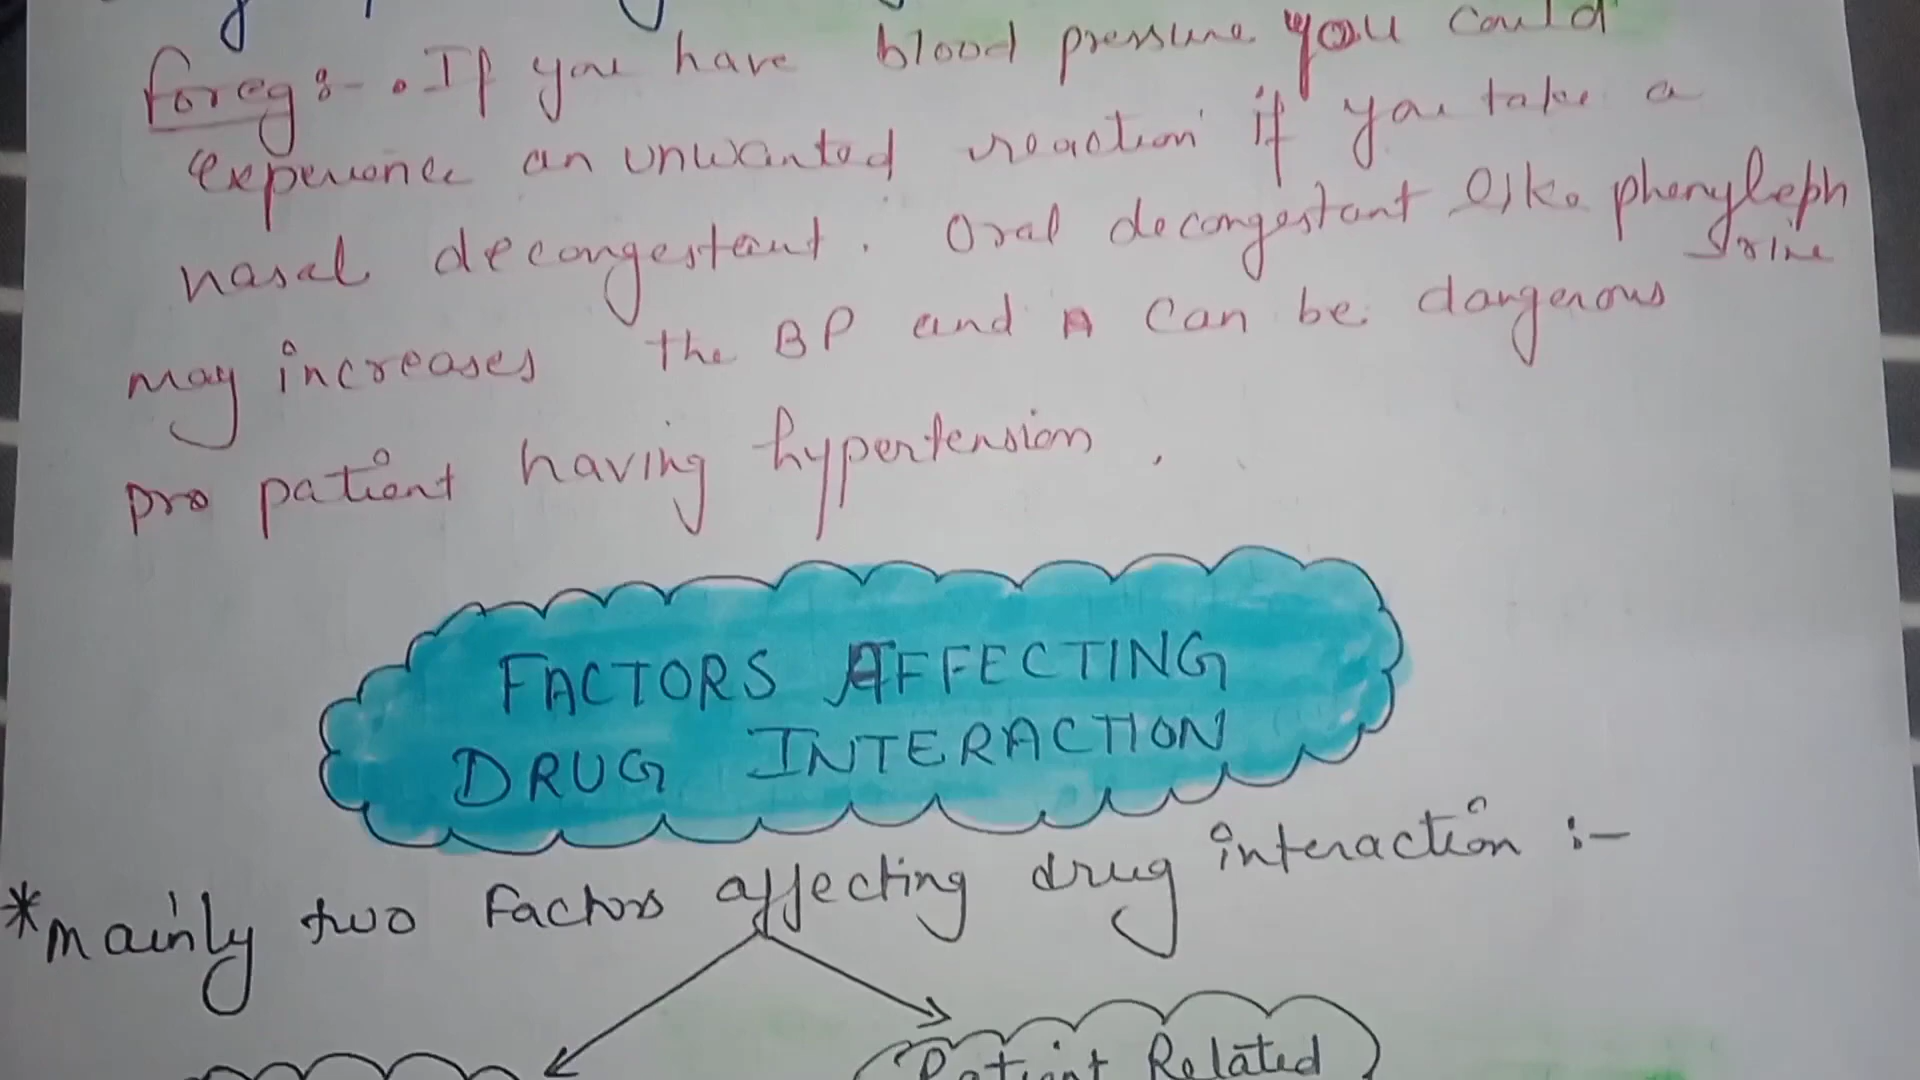 foreg :- . If you have blood pressure you could
experience an unwanted reaction if you take a
nasal decongestant . Oral decongestant like phenyleph
rine
may increases the BP and can be dangerous
pro patient having hypertension .
FACTORS AFFECTING
DRUG INTERACTION
* mainly two factors affecting drug interaction :-
Patient Related